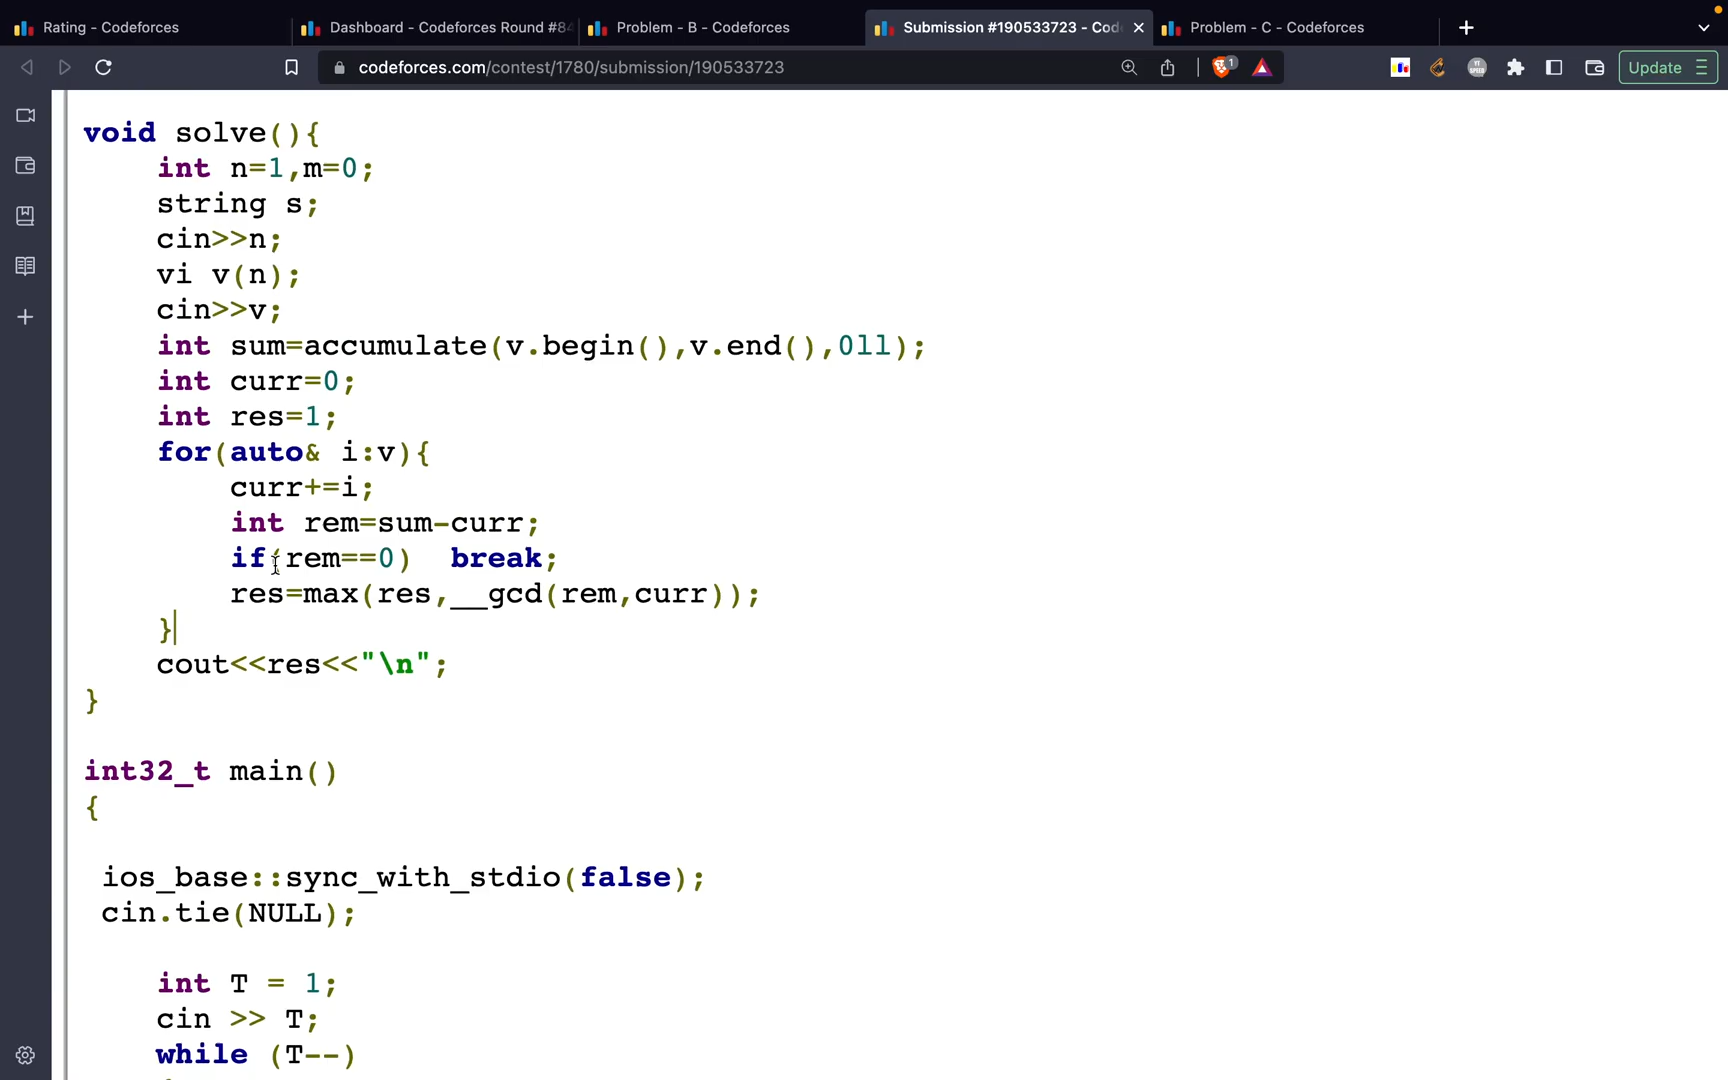 Rating - Codeforces
Dashboard - Codeforces Round #84
Problem - B - Codeforces
Submission #190533723 - Cod
Problem - C - Codeforces
codeforces.com/contest/1780/submission/190533723
1
YT SPEED
Update
void solve(){
int n=1,m=0;
string s;
cin>>n;
vi v(n);
cin>>v;
int sum=accumulate(v.begin(),v.end(),0ll);
int curr=0;
int res=1;
for(auto& i:v){
curr+=i;
int rem=sum-curr;
if(rem==0)  break;
res=max(res,__gcd(rem,curr));
}
cout<<res<<"\n";
}
int32_t main()
{
ios_base::sync_with_stdio(false);
cin.tie(NULL);
int T = 1;
cin >> T;
while (T--)